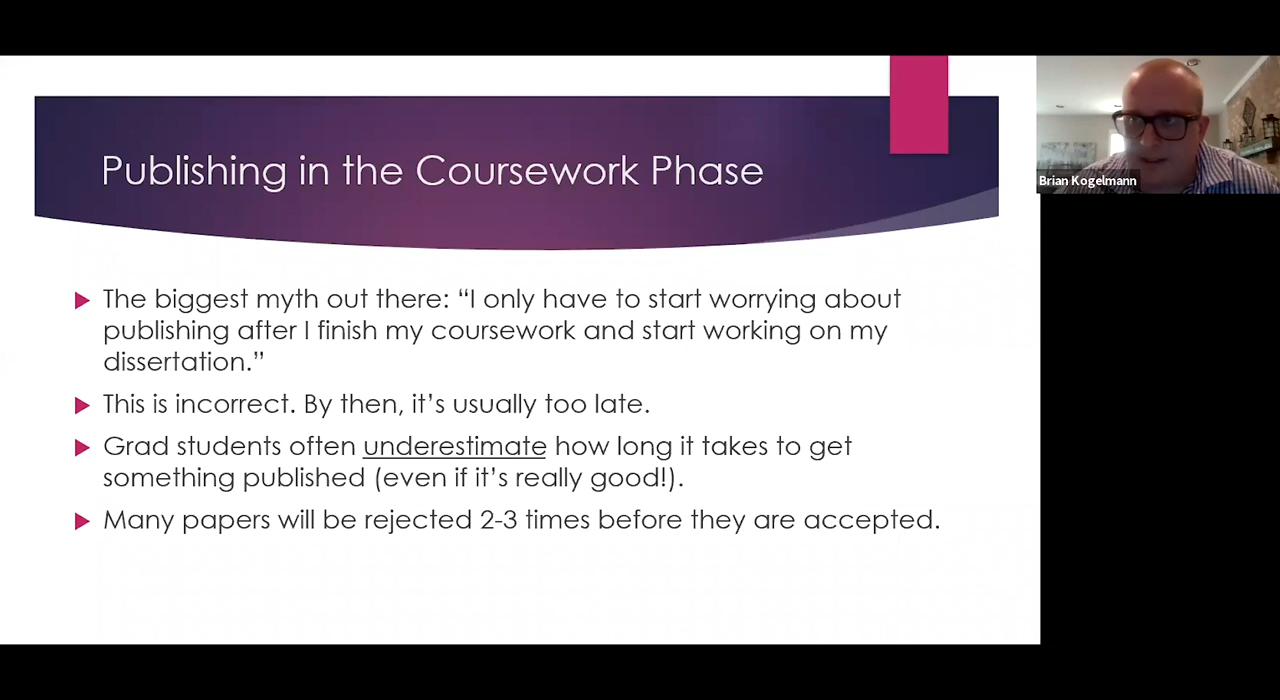 Publishing in the Coursework Phase
Brian Kogelmann
The biggest myth out there: “I only have to start worrying about
publishing after I finish my coursework and start working on my
dissertation.”
This is incorrect. By then, it’s usually too late.
Grad students often underestimate how long it takes to get
something published (even if it’s really good!).
Many papers will be rejected 2-3 times before they are accepted.